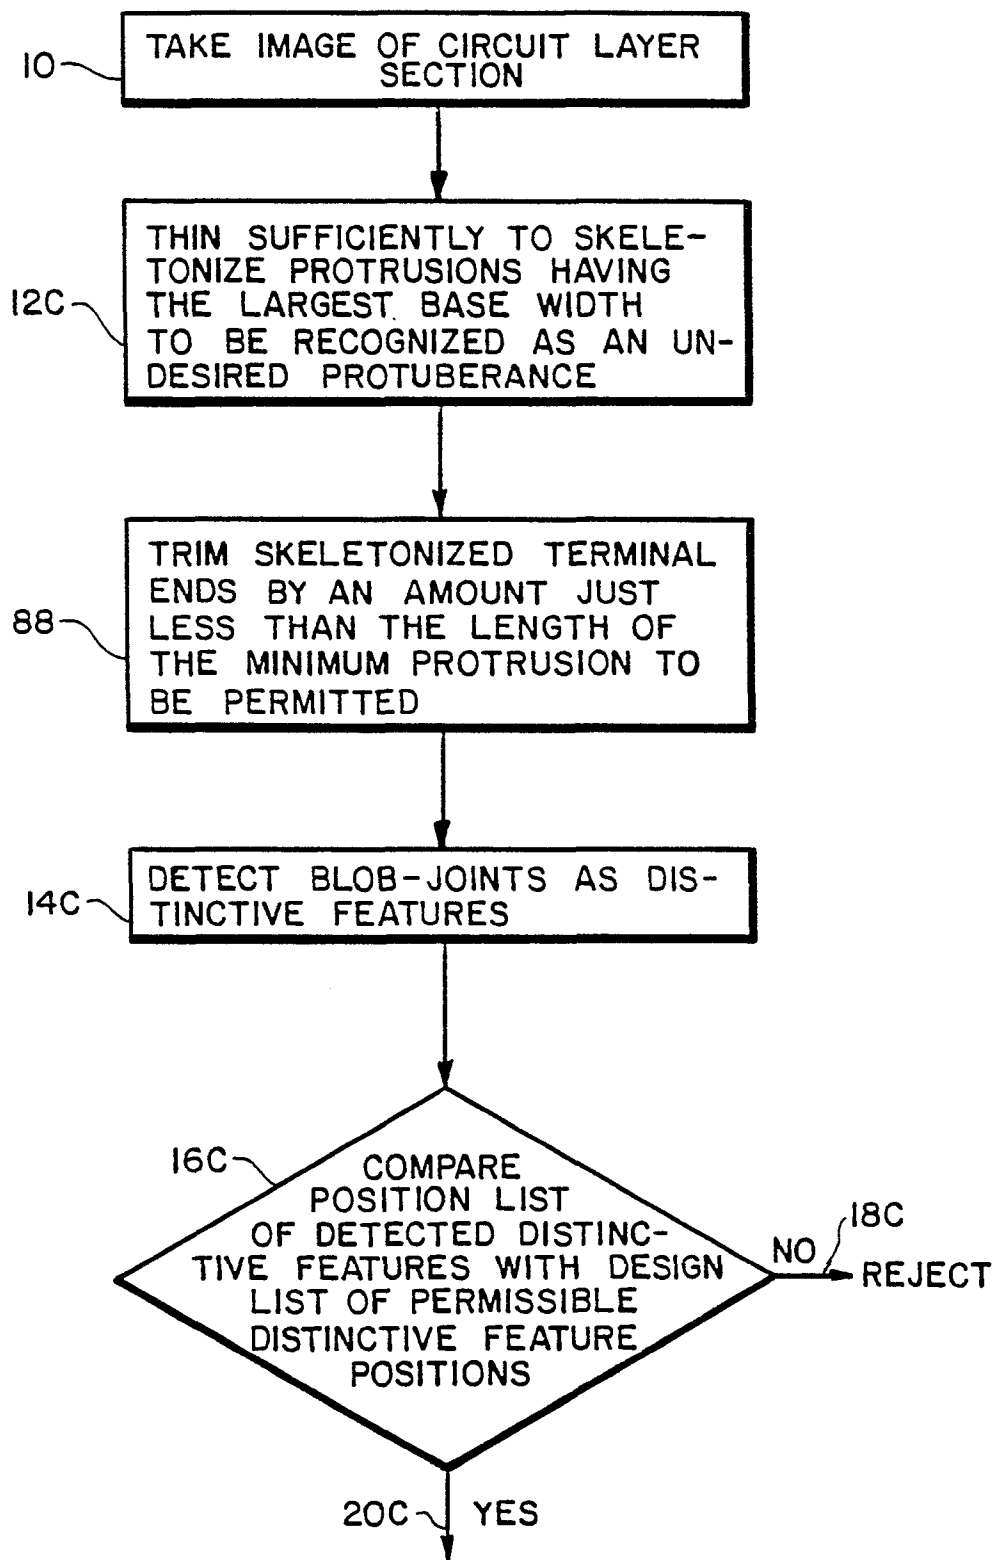 10
TAKE IMAGE OF CIRCUIT LAYER
SECTION
12C
THIN SUFFICIENTLY TO SKELE-
TONIZE PROTRUSIONS HAVING
THE LARGEST BASE WIDTH
TO BE RECOGNIZED AS AN UN-
DESIRED PROTUBERANCE
88
TRIM SKELETONIZED TERMINAL
ENDS BY AN AMOUNT JUST
LESS THAN THE LENGTH OF
THE MINIMUM PROTRUSION TO
BE PERMITTED
14C
DETECT BLOB-JOINTS AS DIS-
TINCTIVE FEATURES
16C
COMPARE
POSITION LIST
OF DETECTED DISTINC-
TIVE FEATURES WITH DESIGN
LIST OF PERMISSIBLE
DISTINCTIVE FEATURE
POSITIONS
18C
NO
REJECT
20C
YES